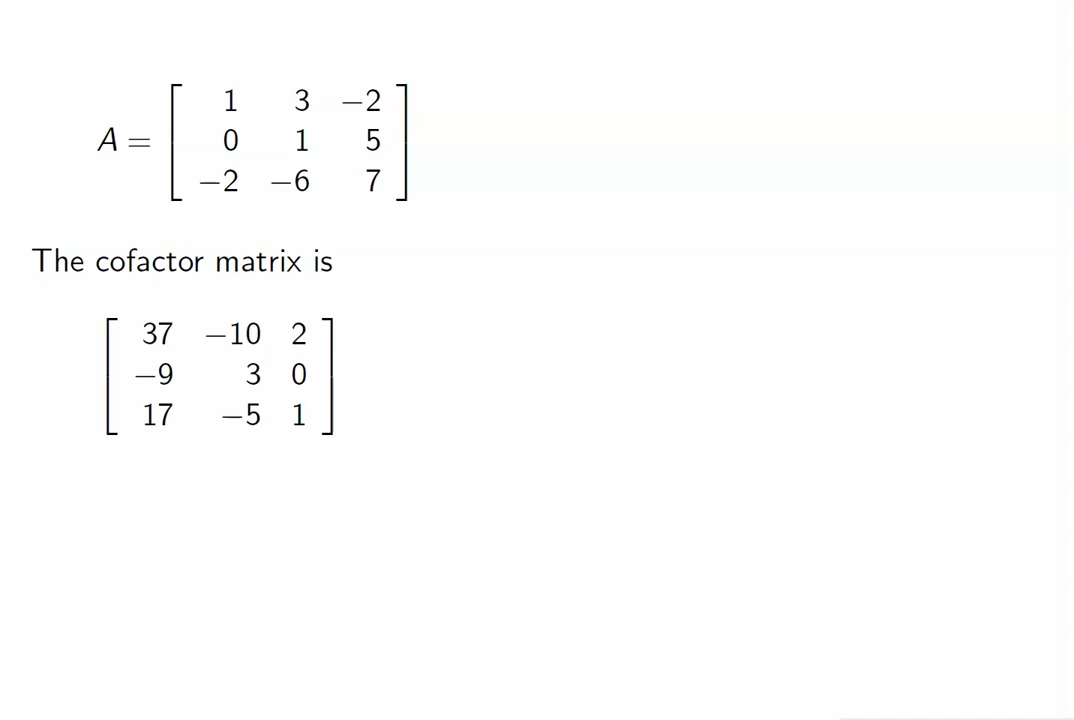 A = [ 1 3 −2
0 1 5
−2 −6 7 ]
The cofactor matrix is
[ 37 −10 2
−9 3 0
17 −5 1 ]